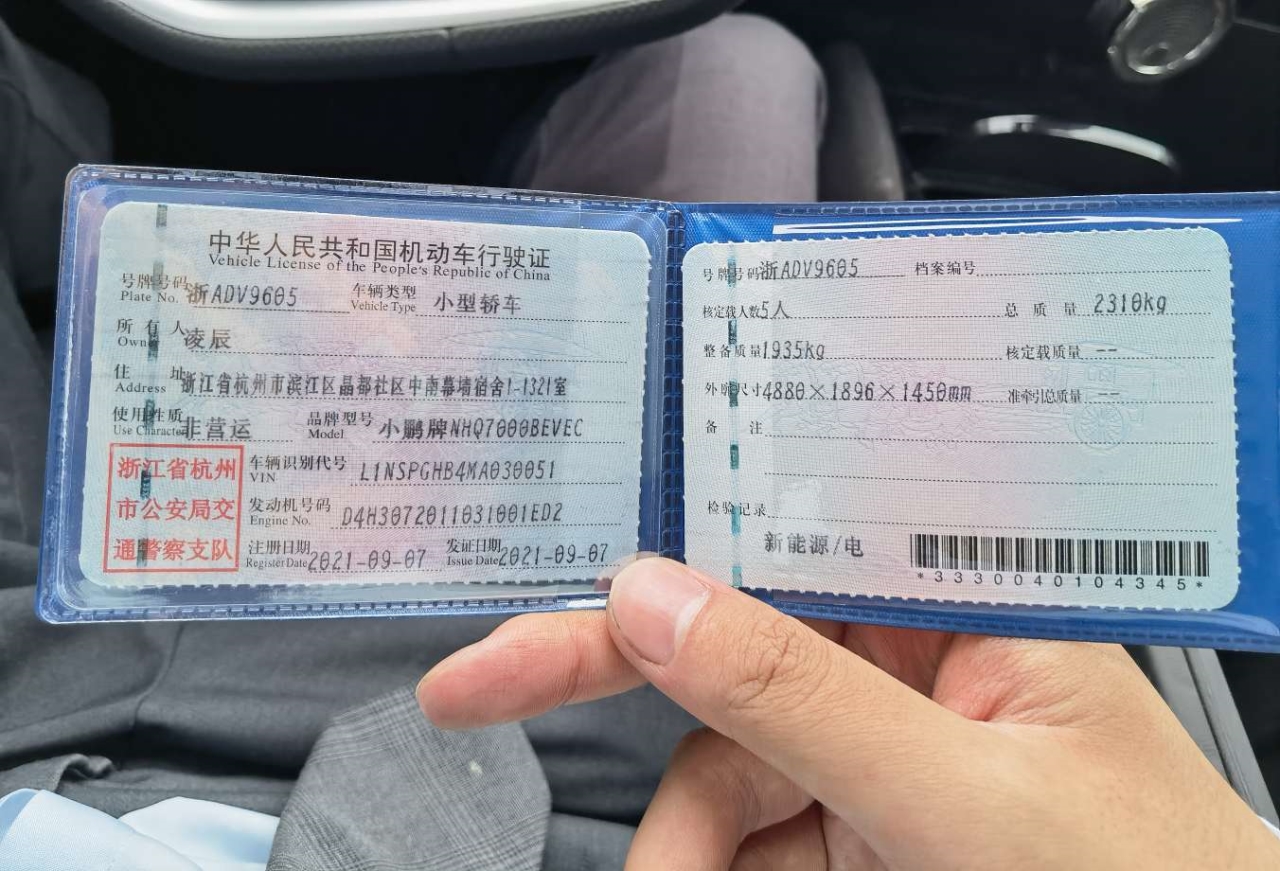 中华人民共和国机动车行驶证
Vehicle License of the People's Republic of China
号牌号码 浙ADV9605 车辆类型 小型轿车
Plate No. Vehicle Type
所有人 凌辰
Own
住址 浙江省杭州市滨江区晶都社区中南幕墙宿舍1-1321室
Address
使用性质 非营运 品牌型号 小鹏牌NHQ7000BEVEC
Use Character Model
浙江省杭州
市公安局交
通警察支队
车辆识别代号 L1NSPGHB4MA030051
VIN
发动机号码 D4H3072011031001ED2
Engine No.
注册日期 2021-09-07 发证日期 2021-09-07
Register Date Issue Date
号牌号码 浙ADV9605 档案编号
核定载人数 5人 总质量 2310kg
整备质量 1935kg 核定载质量 --
外廓尺寸 4880×1896×1450mm 准牵引总质量 --
备注
检验记录
新能源/电
*3330040104345*